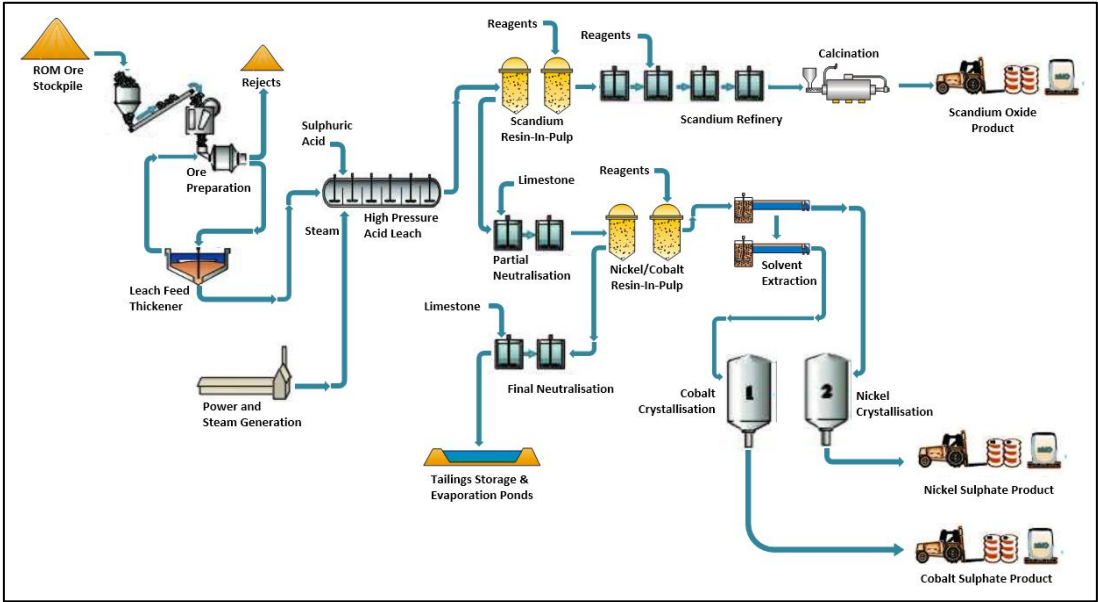 ROM Ore
Stockpile
Rejects
Ore
Preparation
Leach Feed
Thickener
Sulphuric
Acid
Steam
High Pressure
Acid Leach
Power and
Steam Generation
Reagents
Scandium
Resin-In-Pulp
Reagents
Scandium Refinery
Calcination
Scandium Oxide
Product
Limestone
Partial
Neutralisation
Reagents
Nickel/Cobalt
Resin-In-Pulp
Solvent
Extraction
Limestone
Final Neutralisation
Tailings Storage &
Evaporation Ponds
Cobalt
Crystallisation
1
2
Nickel
Crystallisation
Nickel Sulphate Product
Cobalt Sulphate Product